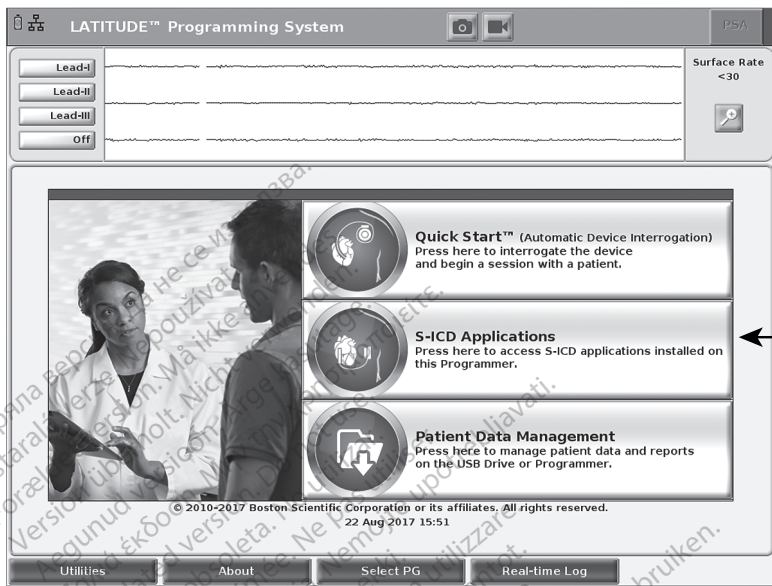 LATITUDE™ Programming System
PSA
Lead-I
Lead-II
Lead-III
Off
Surface Rate
<30
Quick Start™ (Automatic Device Interrogation)
Press here to interrogate the device
and begin a session with a patient.
S-ICD Applications
Press here to access S-ICD applications installed on
this Programmer.
Patient Data Management
Press here to manage patient data and reports
on the USB Drive or Programmer.
© 2010-2017 Boston Scientific Corporation or its affiliates. All rights reserved.
22 Aug 2017 15:51
Utilities
About
Select PG
Real-time Log